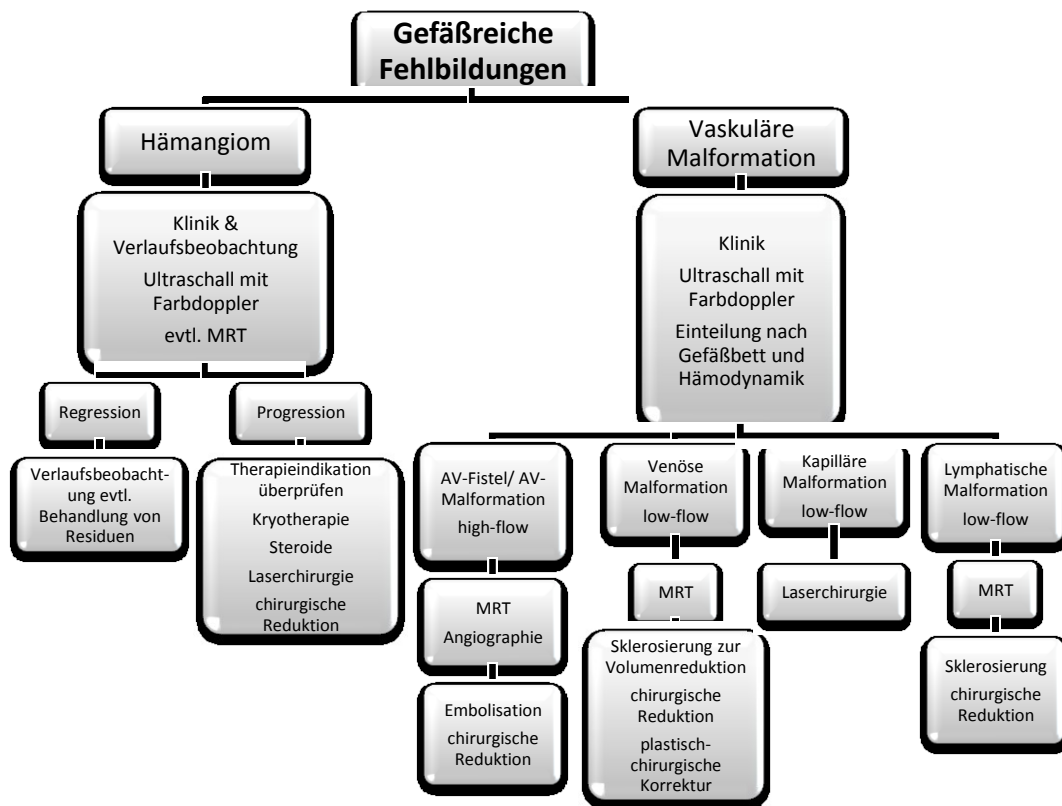 Gefäßreiche
Fehlbildungen
Hämangiom
Klinik &
Verlaufsbeobachtung
Ultraschall mit
Farbdoppler
evtl. MRT
Regression
Verlaufsbeobacht-
ung evtl.
Behandlung von
Residuen
Progression
Therapieindikation
überprüfen
Kryotherapie
Steroide
Laserchirurgie
chirurgische
Reduktion
Vaskuläre
Malformation
Klinik
Ultraschall mit
Farbdoppler
Einteilung nach
Gefäßbett und
Hämodynamik
AV-Fistel/ AV-
Malformation
high-flow
MRT
Angiographie
Embolisation
chirurgische
Reduktion
Venöse
Malformation
low-flow
MRT
Sklerosierung zur
Volumenreduktion
chirurgische
Reduktion
plastisch-
chirurgische
Korrektur
Kapilläre
Malformation
low-flow
Laserchirurgie
Lymphatische
Malformation
low-flow
MRT
Sklerosierung
chirurgische
Reduktion